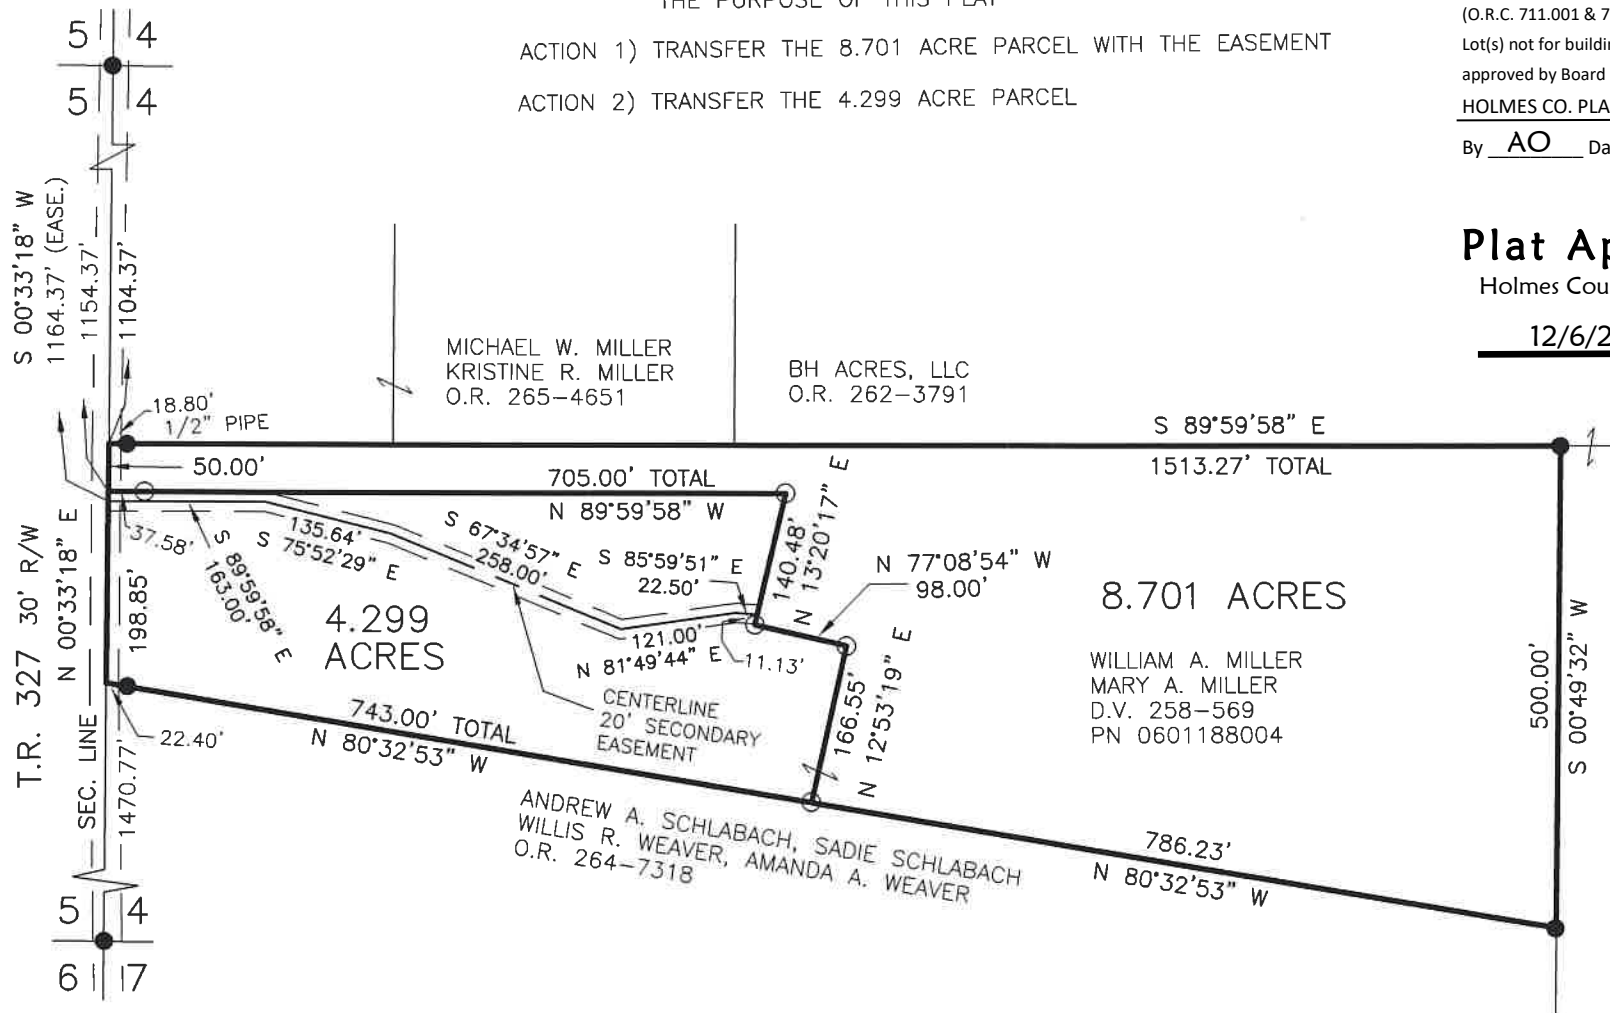 THE PURPOSE OF THIS PLAT
ACTION 1) TRANSFER THE 8.701 ACRE PARCEL WITH THE EASEMENT
ACTION 2) TRANSFER THE 4.299 ACRE PARCEL
(O.R.C. 711.001 & 7
Lot(s) not for buildin
approved by Board
HOLMES CO. PLA
By AO Da
Plat Ap
Holmes Cou
12/6/2
5 4
5 4
S 00°33'18" W
1164.37' (EASE.)
1154.37'
1104.37'
MICHAEL W. MILLER
KRISTINE R. MILLER
O.R. 265-4651
BH ACRES, LLC
O.R. 262-3791
18.80'
1/2" PIPE
S 89°59'58" E
1513.27' TOTAL
50.00'
705.00' TOTAL
N 89°59'58" W
37.58'
S 89°59'58" E
163.00'
135.64'
S 75°52'29" E
S 67°34'57" E
258.00'
S 85°59'51" E
22.50'
140.48'
N 13°20'17" E
N 77°08'54" W
98.00'
121.00'
N 81°49'44" E
11.13'
166.55'
N 12°53'19" E
T.R. 327 30' R/W
N 00°33'18" E
198.85'
4.299
ACRES
8.701 ACRES
WILLIAM A. MILLER
MARY A. MILLER
D.V. 258-569
PN 0601188004
500.00'
S 00°49'32" W
CENTERLINE
20' SECONDARY
EASEMENT
743.00' TOTAL
N 80°32'53" W
22.40'
SEC. LINE
1470.77'
ANDREW A. SCHLABACH, SADIE SCHLABACH
WILLIS R. WEAVER, AMANDA A. WEAVER
O.R. 264-7318
786.23'
N 80°32'53" W
5 4
6 7